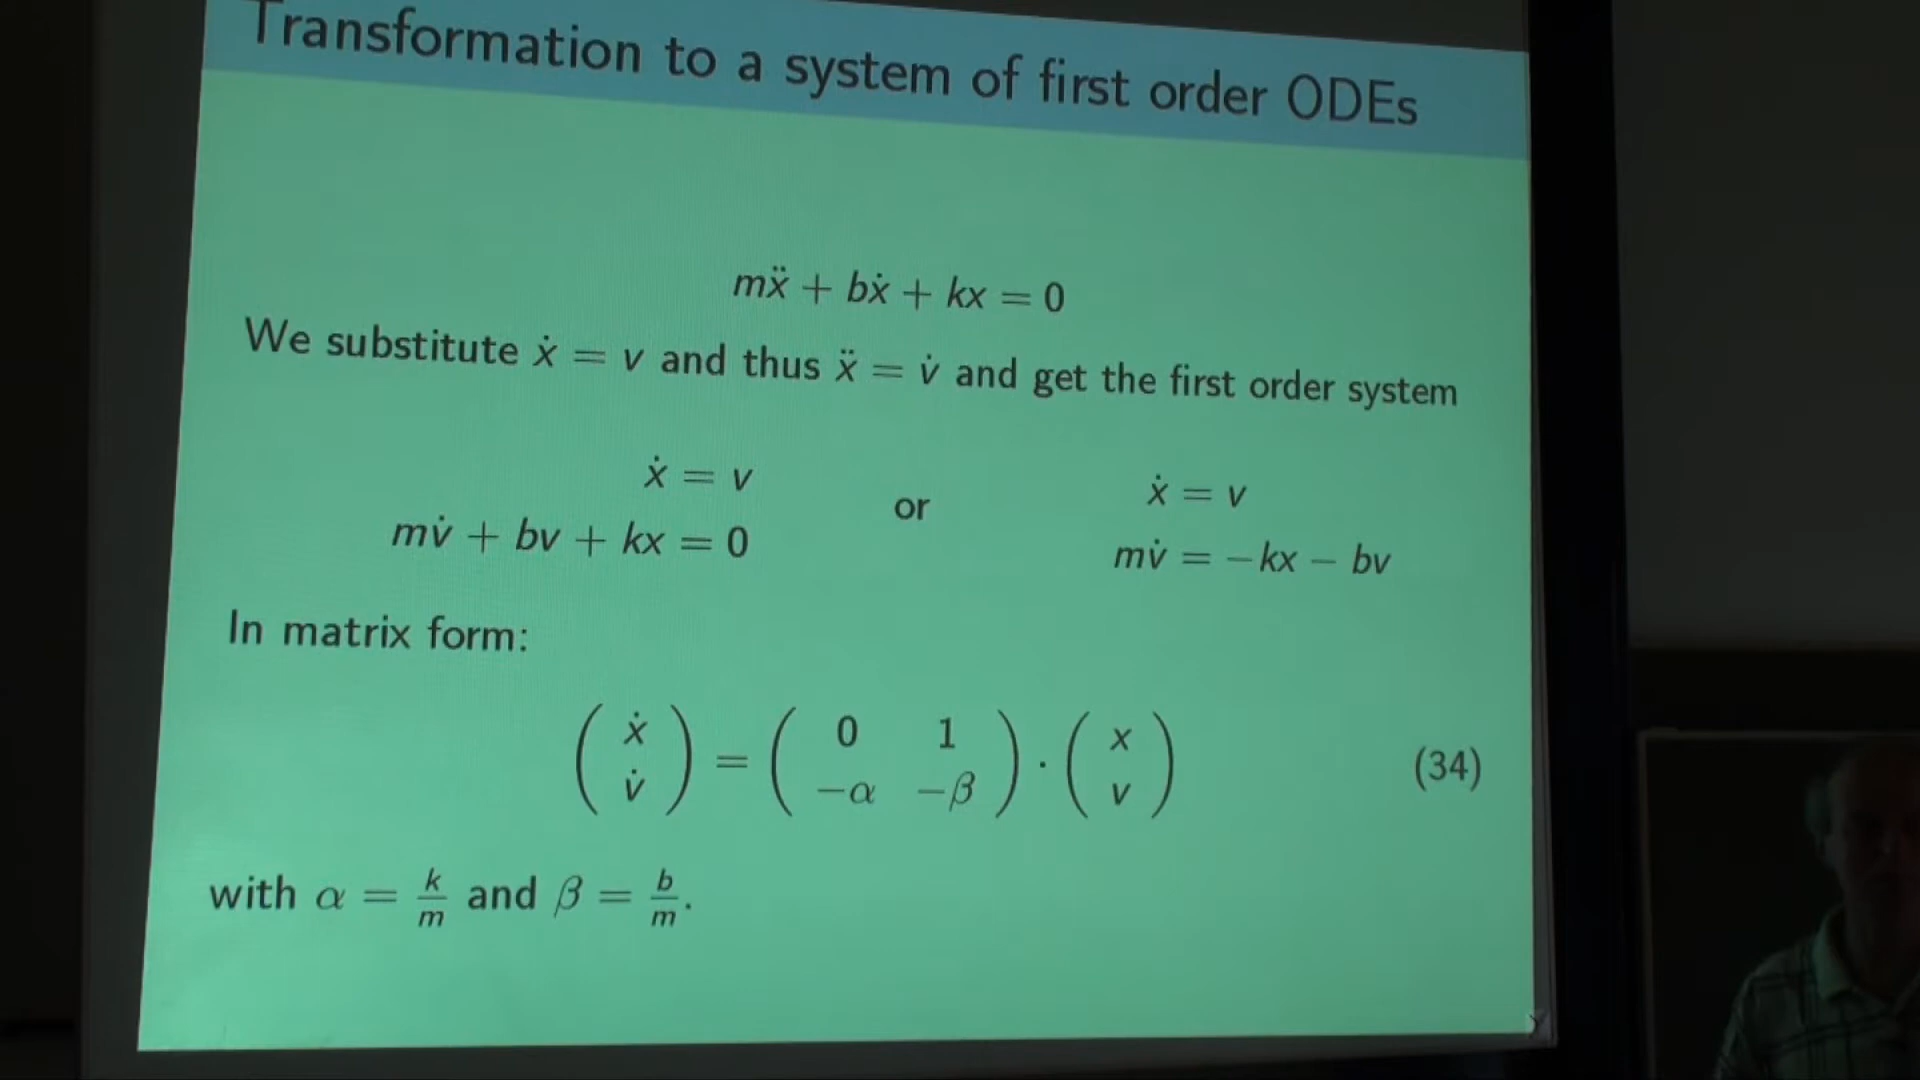 Transformation to a system of first order ODEs
mẍ + bẋ + kx = 0
We substitute ẋ = v and thus ẍ = v̇ and get the first order system
ẋ = v
mv̇ + bv + kx = 0
or
ẋ = v
mv̇ = −kx − bv
In matrix form:
( ẋ v̇ ) = ( 0 1 −α −β ) · ( x v ) (34)
with α = k/m and β = b/m.